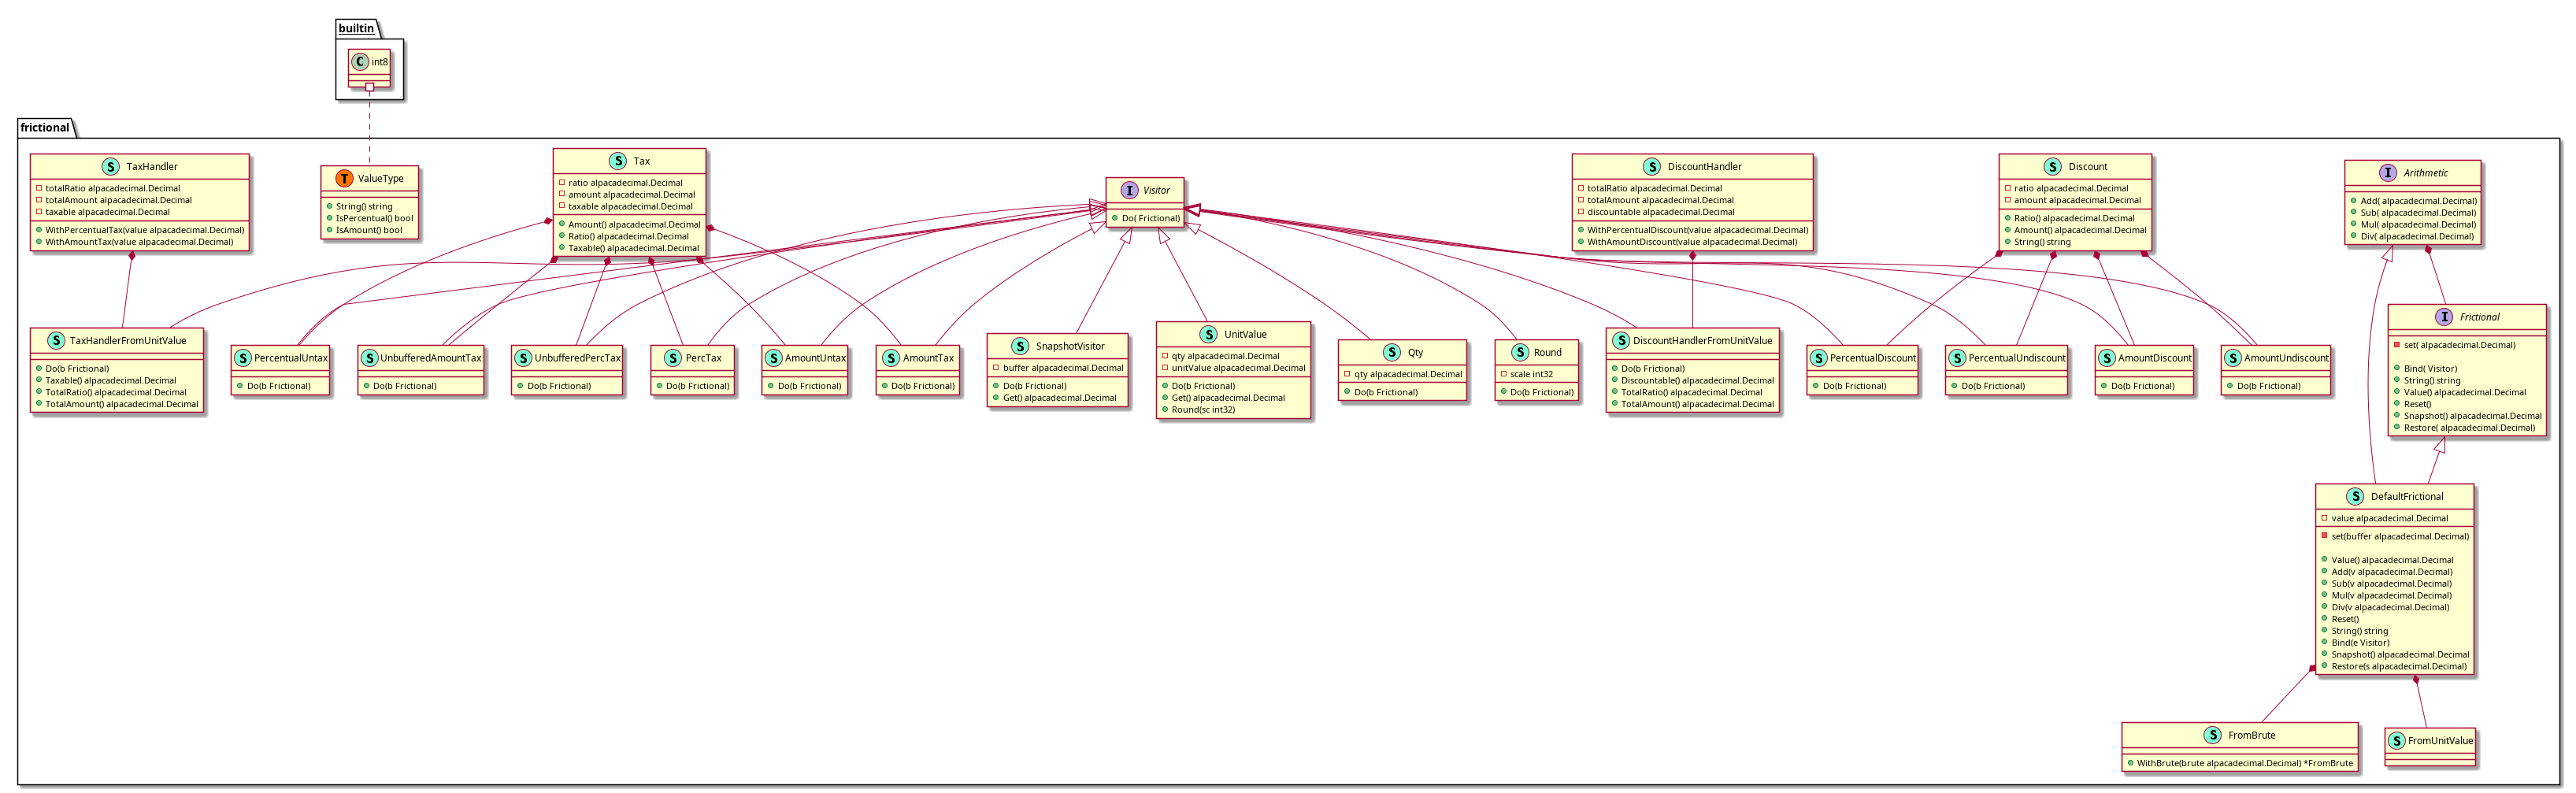 builtin
C int8
frictional
S TaxHandler
totalRatio alpacadecimal.Decimal
totalAmount alpacadecimal.Decimal
taxable alpacadecimal.Decimal
WithPercentualTax(value alpacadecimal.Decimal)
WithAmountTax(value alpacadecimal.Decimal)
T ValueType
String() string
IsPercentual() bool
IsAmount() bool
S Tax
ratio alpacadecimal.Decimal
amount alpacadecimal.Decimal
taxable alpacadecimal.Decimal
Amount() alpacadecimal.Decimal
Ratio() alpacadecimal.Decimal
Taxable() alpacadecimal.Decimal
I Visitor
Do( Frictional)
S DiscountHandler
totalRatio alpacadecimal.Decimal
totalAmount alpacadecimal.Decimal
discountable alpacadecimal.Decimal
WithPercentualDiscount(value alpacadecimal.Decimal)
WithAmountDiscount(value alpacadecimal.Decimal)
S Discount
ratio alpacadecimal.Decimal
amount alpacadecimal.Decimal
Ratio() alpacadecimal.Decimal
Amount() alpacadecimal.Decimal
String() string
I Arithmetic
Add( alpacadecimal.Decimal)
Sub( alpacadecimal.Decimal)
Mul( alpacadecimal.Decimal)
Div( alpacadecimal.Decimal)
S TaxHandlerFromUnitValue
Do(b Frictional)
Taxable() alpacadecimal.Decimal
TotalRatio() alpacadecimal.Decimal
TotalAmount() alpacadecimal.Decimal
S PercentualUntax
Do(b Frictional)
S UnbufferedAmountTax
Do(b Frictional)
S UnbufferedPercTax
Do(b Frictional)
S PercTax
Do(b Frictional)
S AmountUntax
Do(b Frictional)
S AmountTax
Do(b Frictional)
S SnapshotVisitor
buffer alpacadecimal.Decimal
Do(b Frictional)
Get() alpacadecimal.Decimal
S UnitValue
qty alpacadecimal.Decimal
unitValue alpacadecimal.Decimal
Do(b Frictional)
Get() alpacadecimal.Decimal
Round(sc int32)
S Qty
qty alpacadecimal.Decimal
Do(b Frictional)
S Round
scale int32
Do(b Frictional)
S DiscountHandlerFromUnitValue
Do(b Frictional)
Discountable() alpacadecimal.Decimal
TotalRatio() alpacadecimal.Decimal
TotalAmount() alpacadecimal.Decimal
S PercentualDiscount
Do(b Frictional)
S PercentualUndiscount
Do(b Frictional)
S AmountDiscount
Do(b Frictional)
S AmountUndiscount
Do(b Frictional)
I Frictional
set( alpacadecimal.Decimal)
Bind( Visitor)
String() string
Value() alpacadecimal.Decimal
Reset()
Snapshot() alpacadecimal.Decimal
Restore( alpacadecimal.Decimal)
S DefaultFrictional
value alpacadecimal.Decimal
set(buffer alpacadecimal.Decimal)
Value() alpacadecimal.Decimal
Add(v alpacadecimal.Decimal)
Sub(v alpacadecimal.Decimal)
Mul(v alpacadecimal.Decimal)
Div(v alpacadecimal.Decimal)
Reset()
String() string
Bind(e Visitor)
Snapshot() alpacadecimal.Decimal
Restore(s alpacadecimal.Decimal)
S FromBrute
WithBrute(brute alpacadecimal.Decimal) *FromBrute
S FromUnitValue